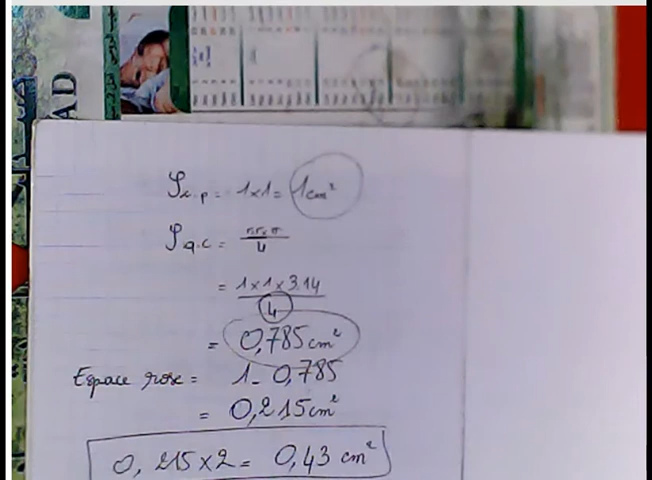 AD
𝒮c.p = 1×1 = 1cm²
𝒮q.c = r×r×π/4
= 1×1×3.14/4
= 0,785cm²
Espace rose = 1-0,785
= 0,215cm²
0,215×2 = 0,43 cm²